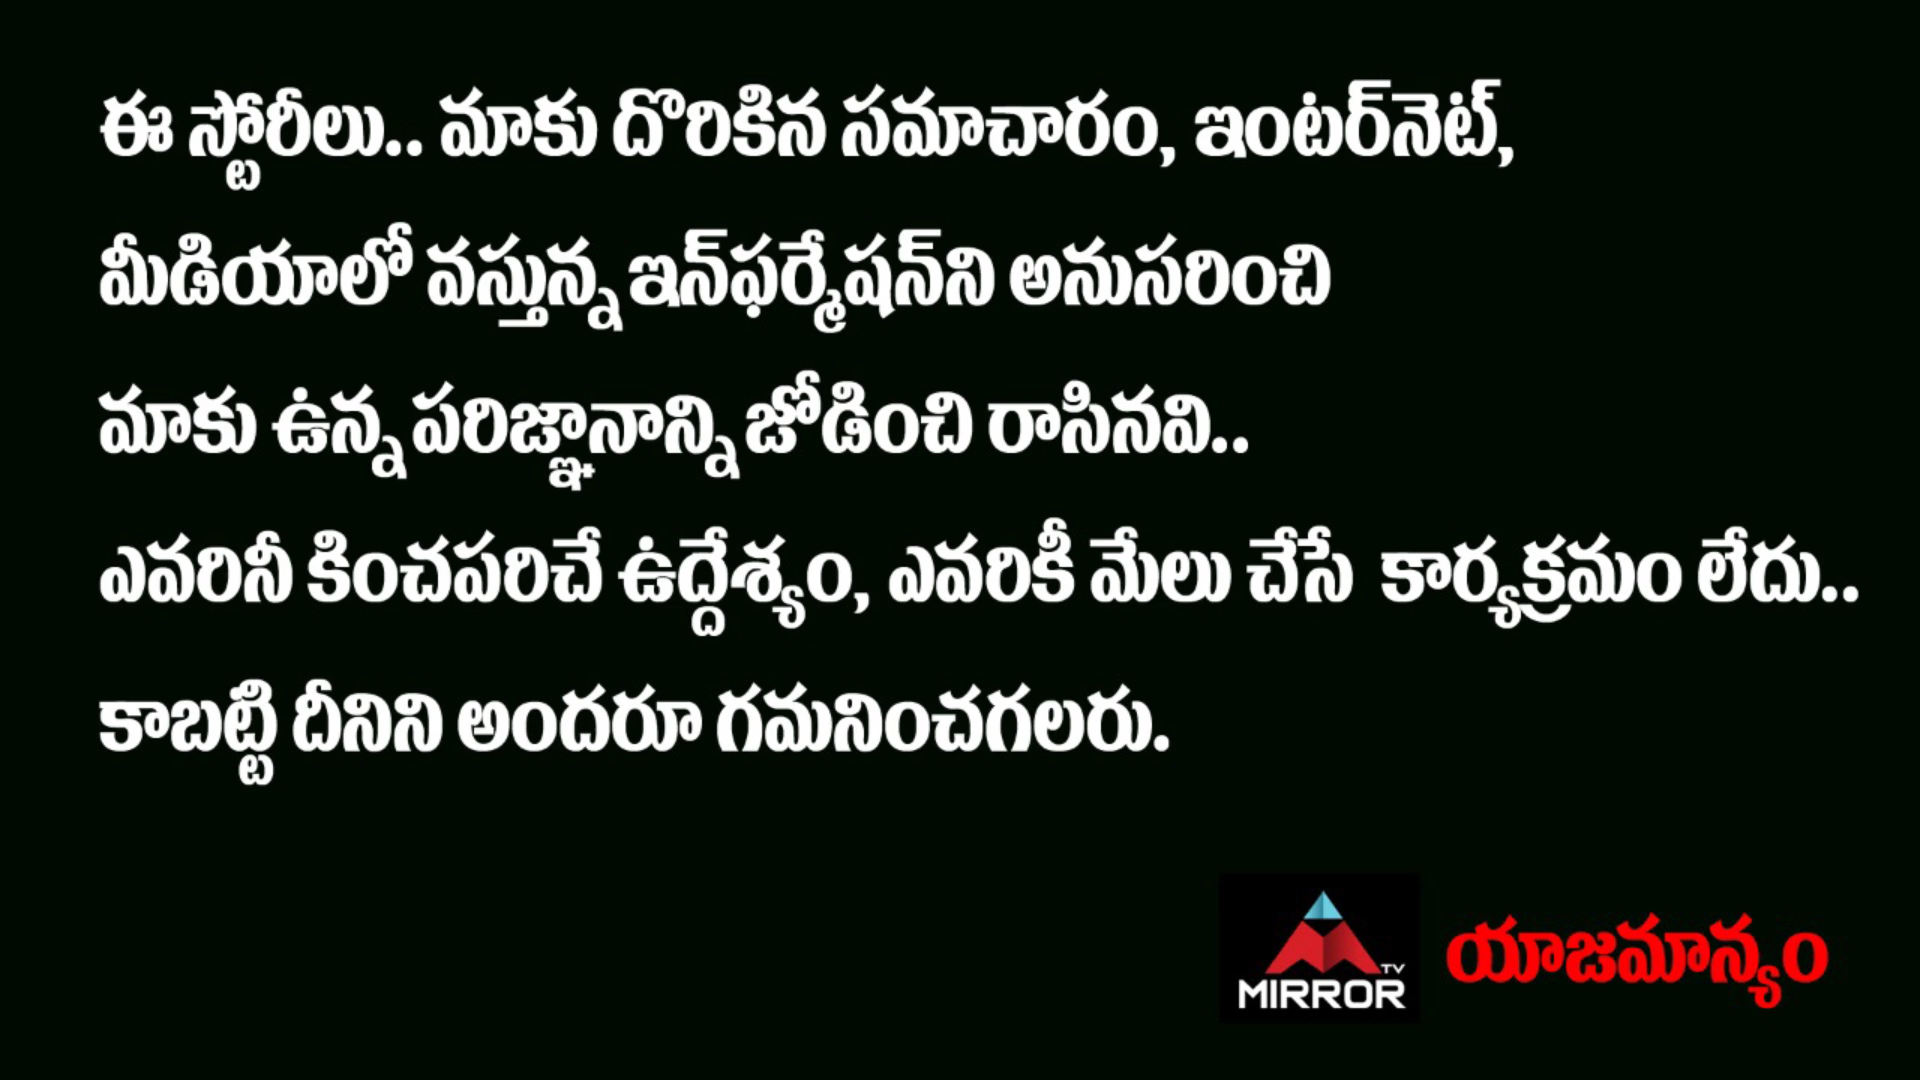 ఈ స్టోరీలు.. మాకు దొరికిన సమాచారం, ఇంటర్‌నెట్,
మీడియాలో వస్తున్న ఇన్‌ఫర్మేషన్‌ని అనుసరించి
మాకు ఉన్న పరిజ్ఞానాన్ని జోడించి రాసినవి..
ఎవరినీ కించపరిచే ఉద్దేశ్యం, ఎవరికీ మేలు చేసే కార్యక్రమం లేదు..
కాబట్టి దీనిని అందరూ గమనించగలరు.
MIRROR TV యాజమాన్యం